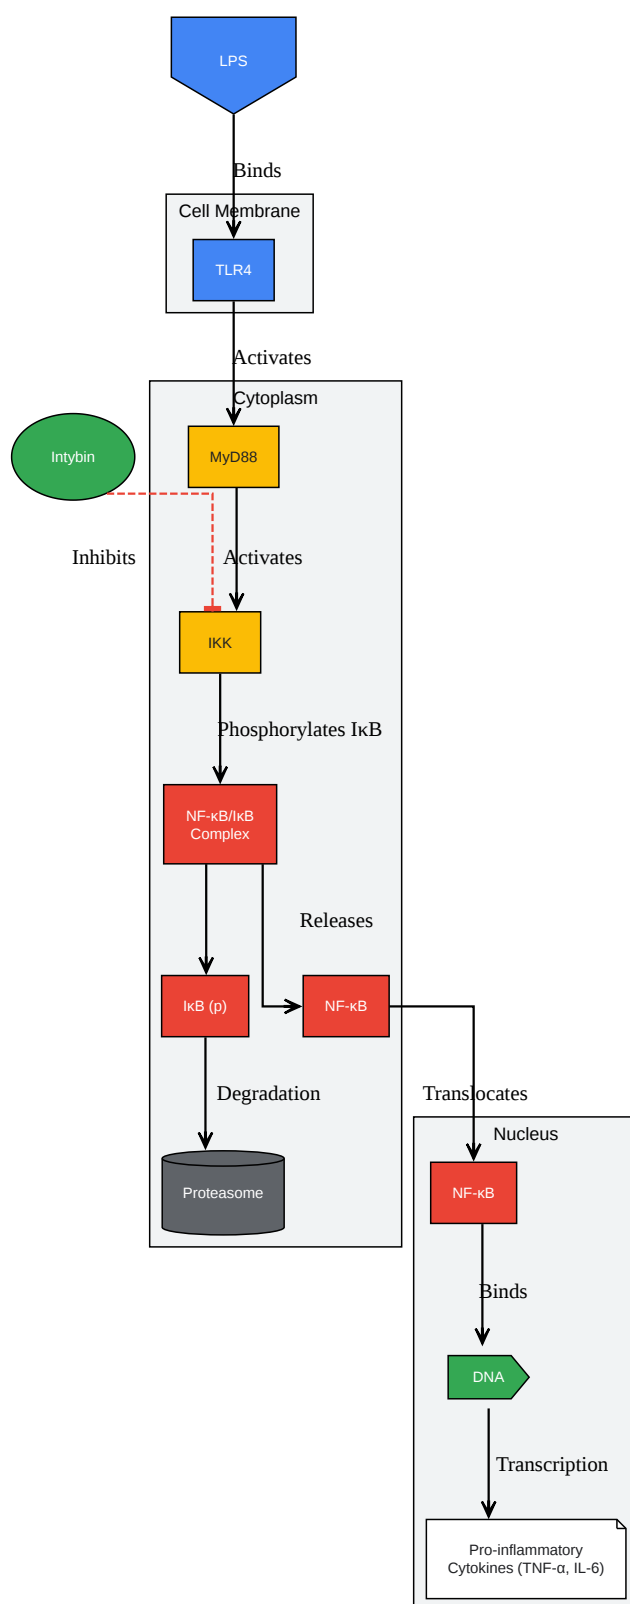 LPS
Binds
Cell Membrane
TLR4
Activates
Cytoplasm
Intybin
MyD88
Inhibits
Activates
IKK
Phosphorylates IκB
NF-κB/IκB
Complex
Releases
IκB (p)
NF-κB
Degradation
Translocates
Nucleus
Proteasome
NF-κB
Binds
DNA
Transcription
Pro-inflammatory
Cytokines (TNF-α, IL-6)